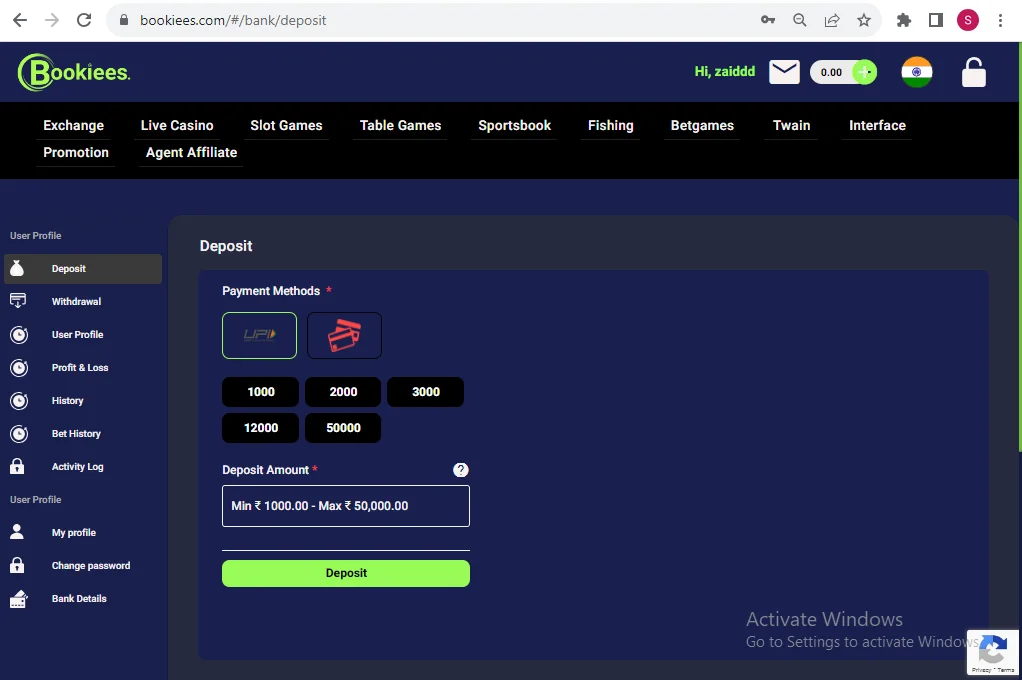 bookiees.com/#/bank/deposit
S
Bookiees.
Hi, zaiddd
0.00
Exchange Live Casino Slot Games Table Games Sportsbook Fishing Betgames Twain Interface
Promotion Agent Affiliate
User Profile
Deposit
Withdrawal
User Profile
Profit & Loss
History
Bet History
Activity Log
User Profile
My profile
Change password
Bank Details
Deposit
Payment Methods *
UPI
1000 2000 3000
12000 50000
Deposit Amount * ?
Min ₹ 1000.00 - Max ₹ 50,000.00
Deposit
Activate Windows
Go to Settings to activate Windows
Privacy - Terms